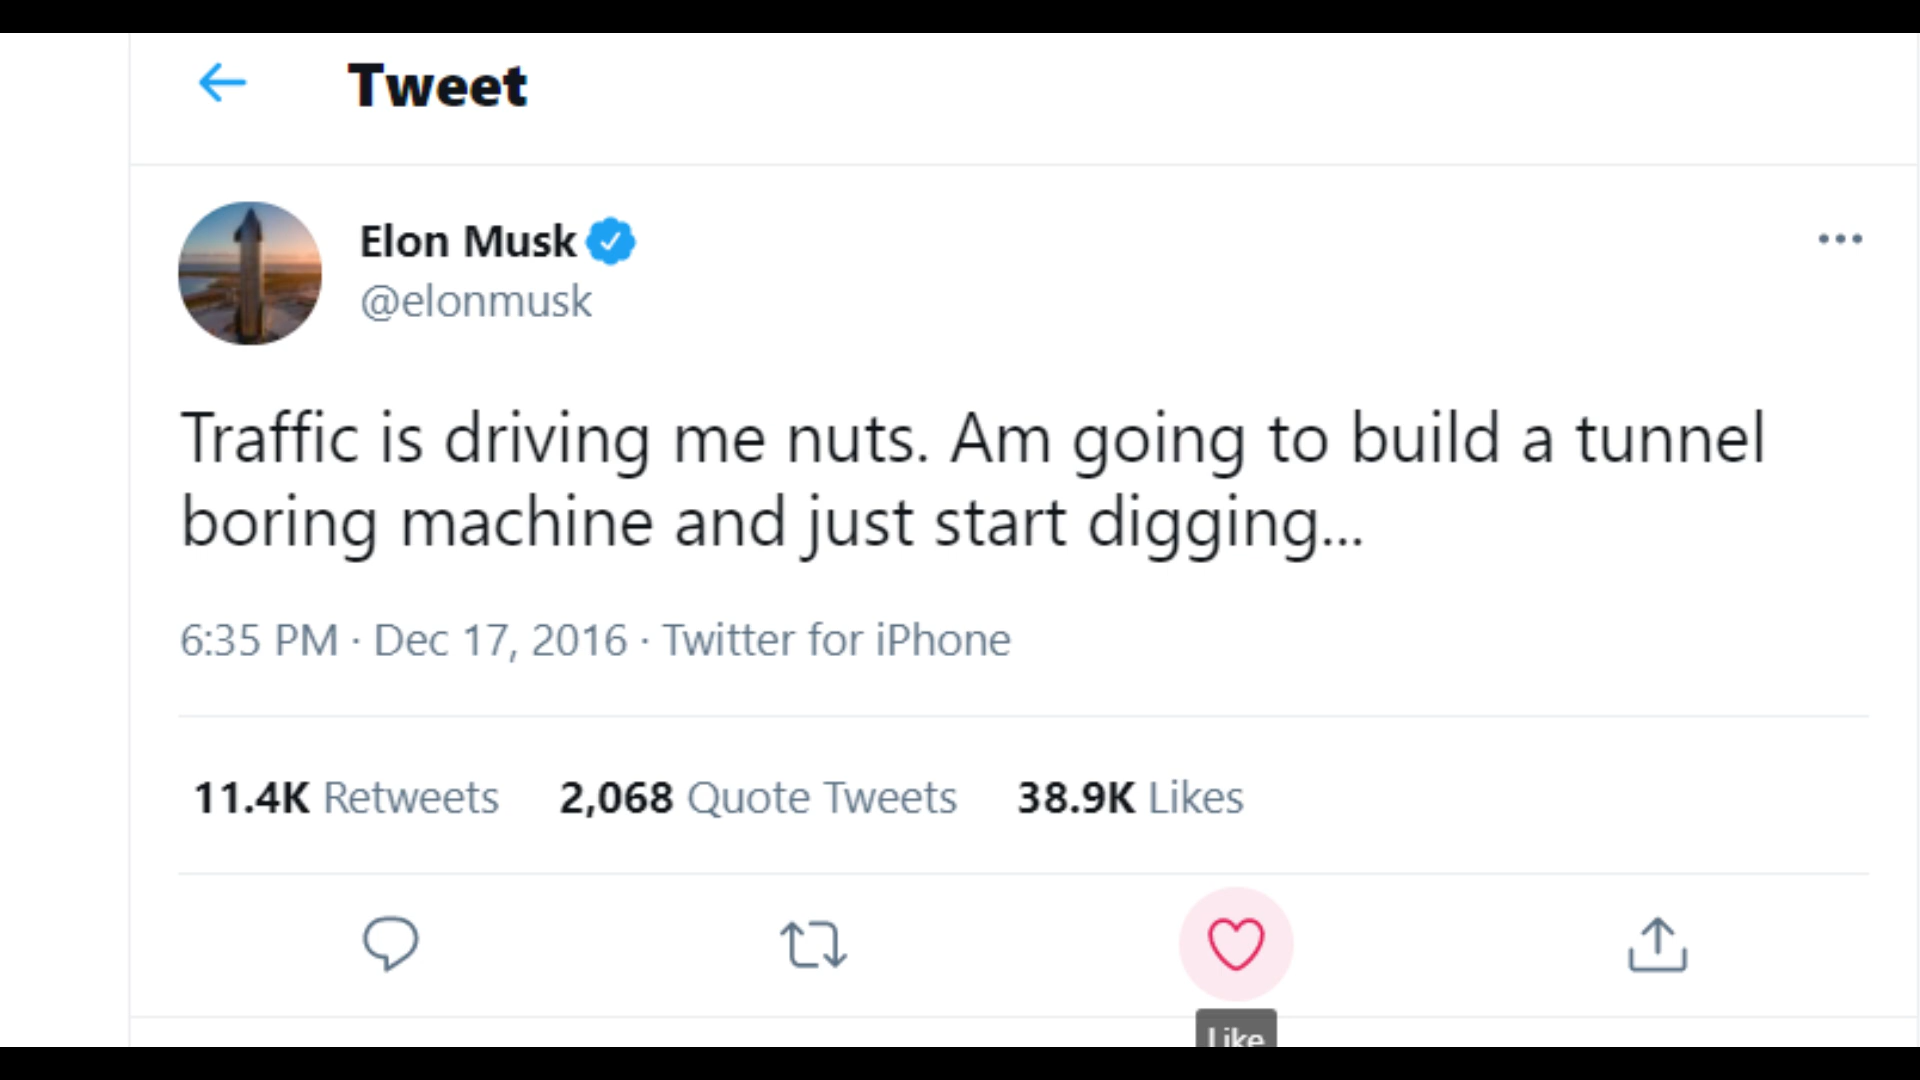 Tweet
Elon Musk
@elonmusk
Traffic is driving me nuts. Am going to build a tunnel
boring machine and just start digging...
6:35 PM · Dec 17, 2016 · Twitter for iPhone
11.4K Retweets 2,068 Quote Tweets 38.9K Likes
Like